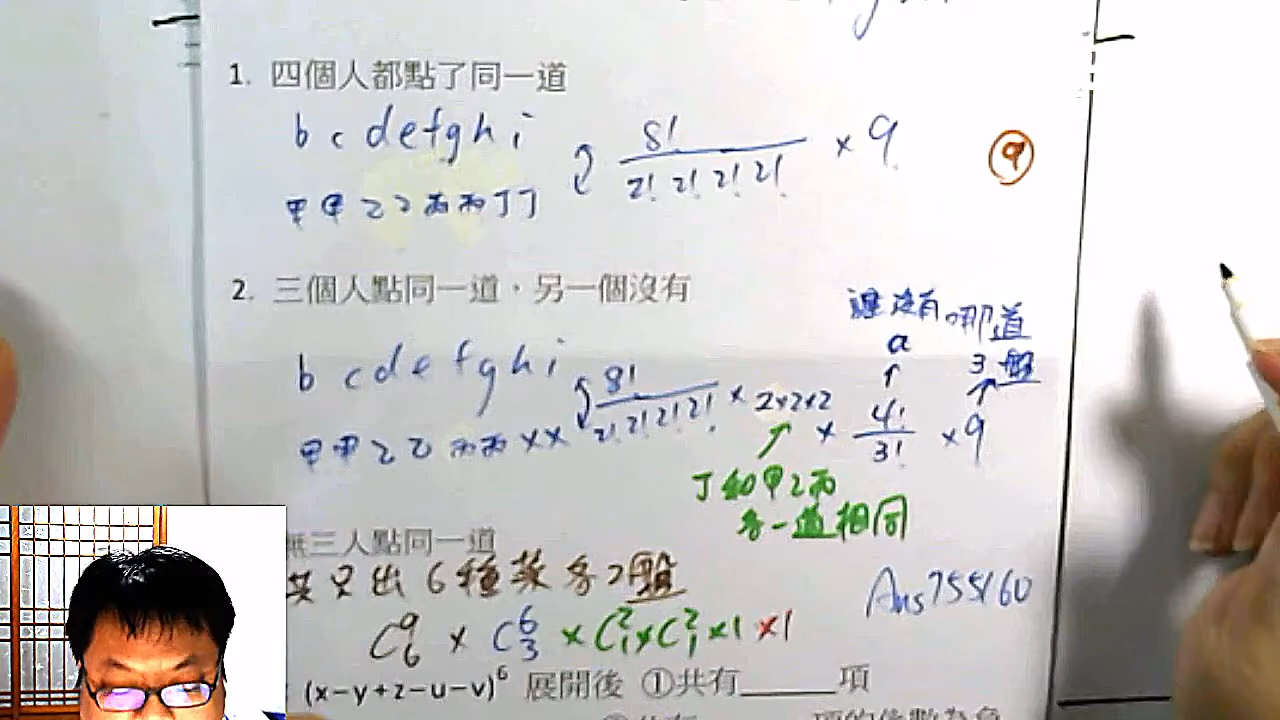 1. 四個人都點了同一道
b c d e f g h i
8!
2! 2! 2! 2!
× 9
9
甲甲乙乙丙丙丁丁
2. 三個人點同一道，另一個沒有
誰沒有 哪道
a
3盤
b c d e f g h i
8!
2! 2! 2! 2!
× 2×2×2 × 4!
3!
× 9
甲甲乙乙丙丙××
丁和甲乙丙
各一道相同
無三人點同一道
共只出6種菜各2盤
Ans 755160
C⁹₆ × C⁶₃ × C²₁ × C²₁ × 1 × 1
(x−y+z−u−v)⁶ 展開後 ①共有______項